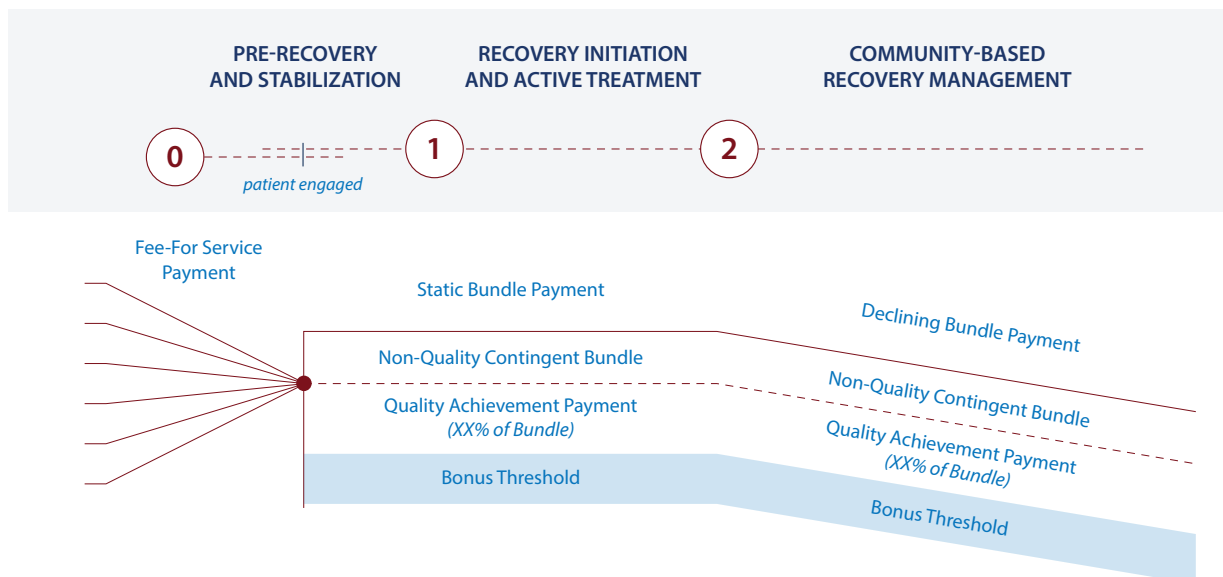 PRE-RECOVERY
AND STABILIZATION
RECOVERY INITIATION
AND ACTIVE TREATMENT
COMMUNITY-BASED
RECOVERY MANAGEMENT
0
1
2
patient engaged
Fee-For Service
Payment
Static Bundle Payment
Declining Bundle Payment
Non-Quality Contingent Bundle
Quality Achievement Payment
(XX% of Bundle)
Bonus Threshold
Non-Quality Contingent Bundle
Quality Achievement Payment
(XX% of Bundle)
Bonus Threshold